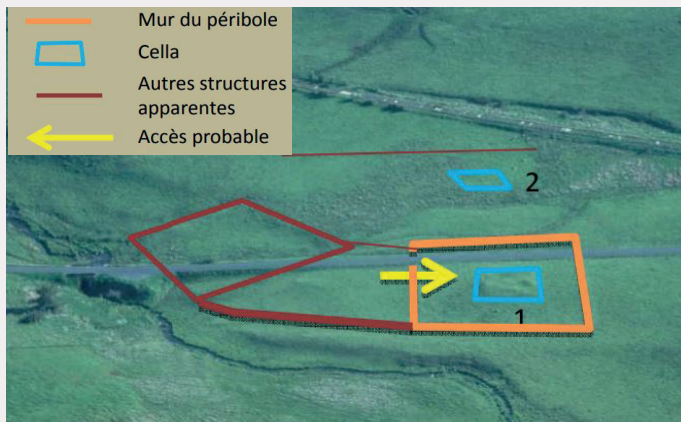 Mur du péribole
Cella
Autres structures
apparentes
Accès probable
2
1